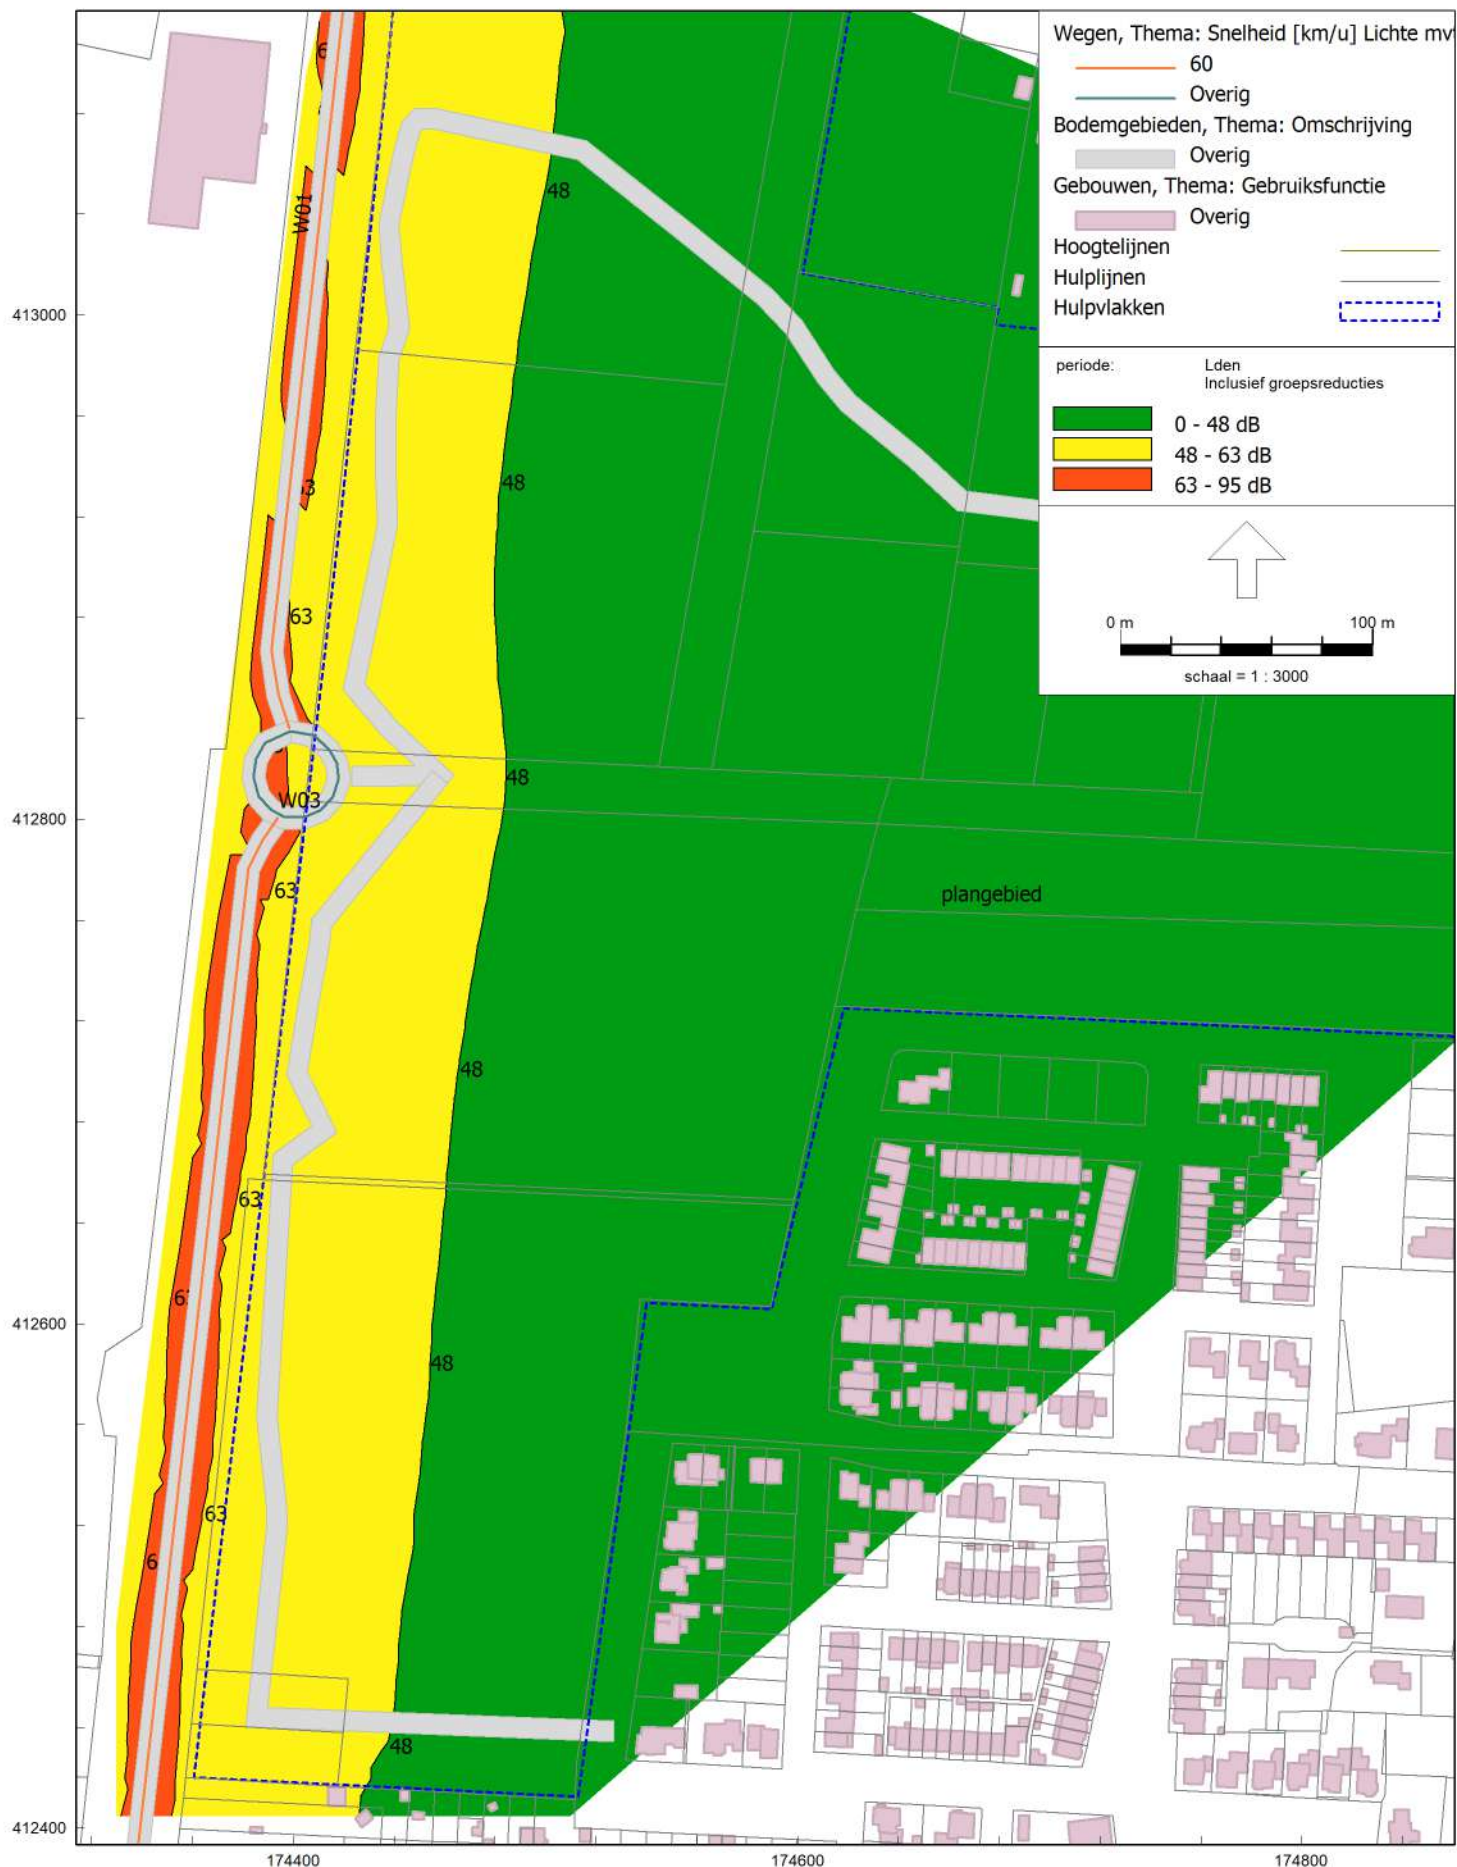 Wegen, Thema: Snelheid [km/u] Lichte mv
60
Overig
Bodemgebieden, Thema: Omschrijving
Overig
Gebouwen, Thema: Gebruiksfunctie
Overig
Hoogtelijnen
Hulplijnen
Hulpvlakken
periode:
Lden
Inclusief groepsreducties
0 - 48 dB
48 - 63 dB
63 - 95 dB
0 m
100 m
schaal = 1 : 3000
6
W01
48
413000
48
63
63
48
W03
412800
63
plangebied
48
63
63
412600
48
63
6
48
412400
174400
174600
174800